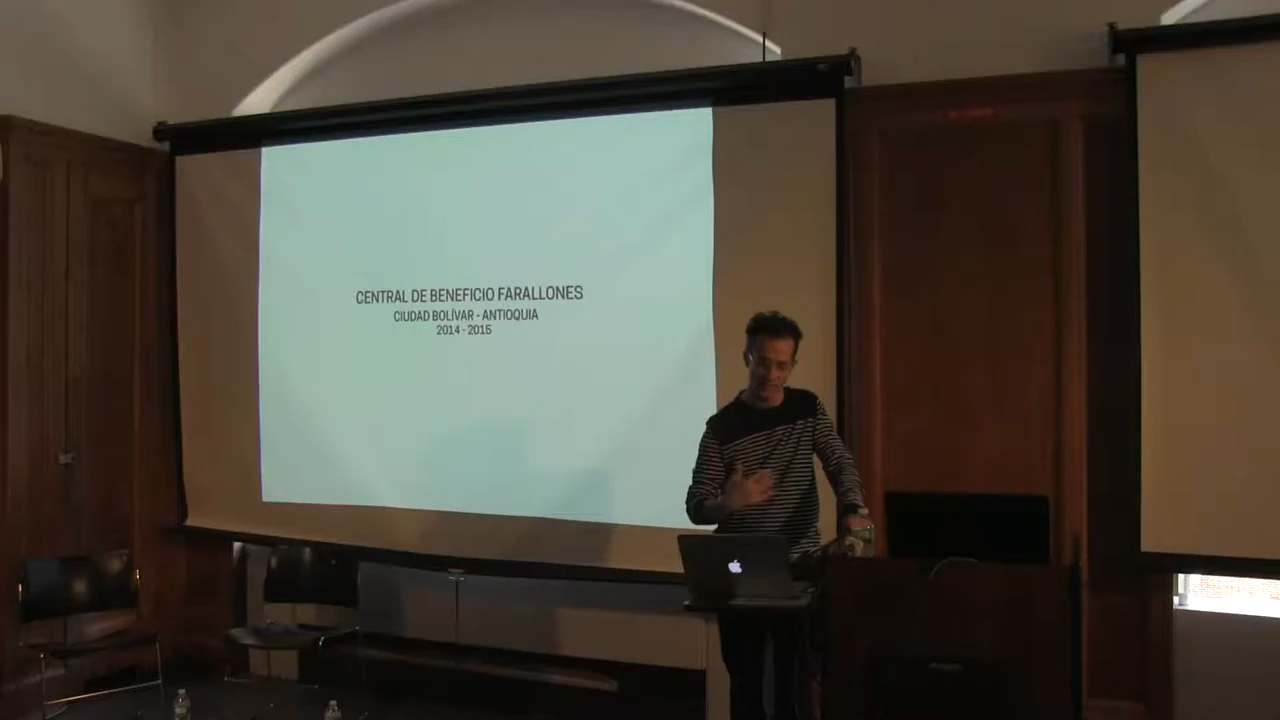 CENTRAL DE BENEFICIO FARALLONES
CIUDAD BOLÍVAR - ANTIOQUIA
2014 - 2015